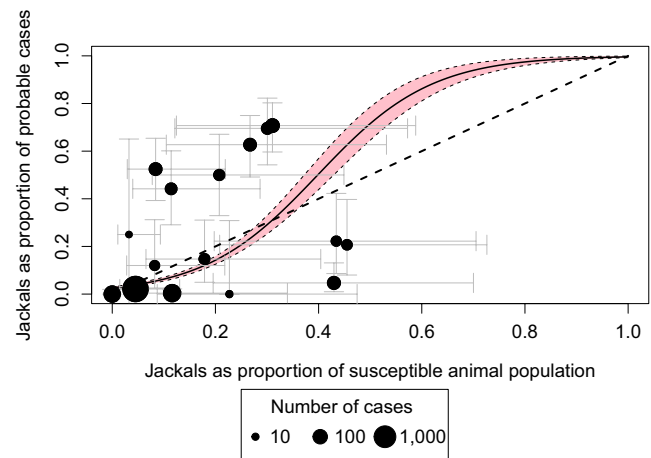 Jackals as proportion of probable cases
1.0
0.8
0.6
0.4
0.2
0.0
0.0 0.2 0.4 0.6 0.8 1.0
Jackals as proportion of susceptible animal population
Number of cases
10 100 1,000